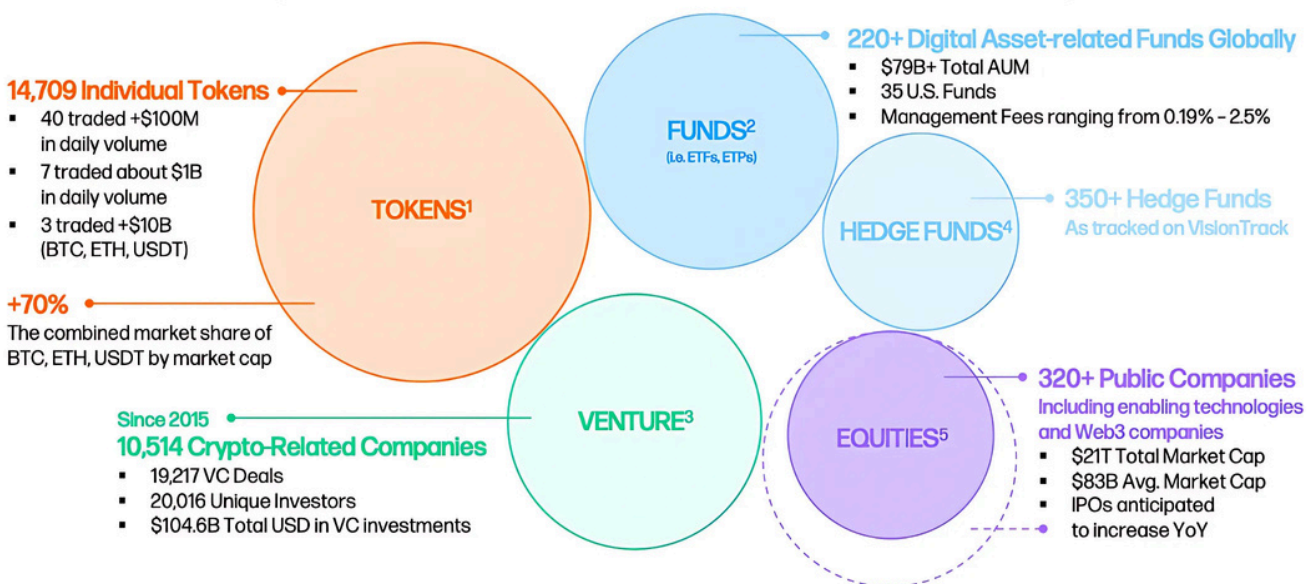 14,709 Individual Tokens
▪ 40 traded +$100M
in daily volume
▪ 7 traded about $1B
in daily volume
▪ 3 traded +$10B
(BTC, ETH, USDT)
+70%
The combined market share of
BTC, ETH, USDT by market cap
TOKENS¹
FUNDS²
(i.e. ETFs, ETPs)
220+ Digital Asset-related Funds Globally
▪ $79B+ Total AUM
▪ 35 U.S. Funds
▪ Management Fees ranging from 0.19% – 2.5%
HEDGE FUNDS⁴
350+ Hedge Funds
As tracked on VisionTrack
Since 2015
10,514 Crypto-Related Companies
▪ 19,217 VC Deals
▪ 20,016 Unique Investors
▪ $104.6B Total USD in VC investments
VENTURE³
EQUITIES⁵
320+ Public Companies
Including enabling technologies
and Web3 companies
▪ $21T Total Market Cap
▪ $83B Avg. Market Cap
▪ IPOs anticipated
to increase YoY